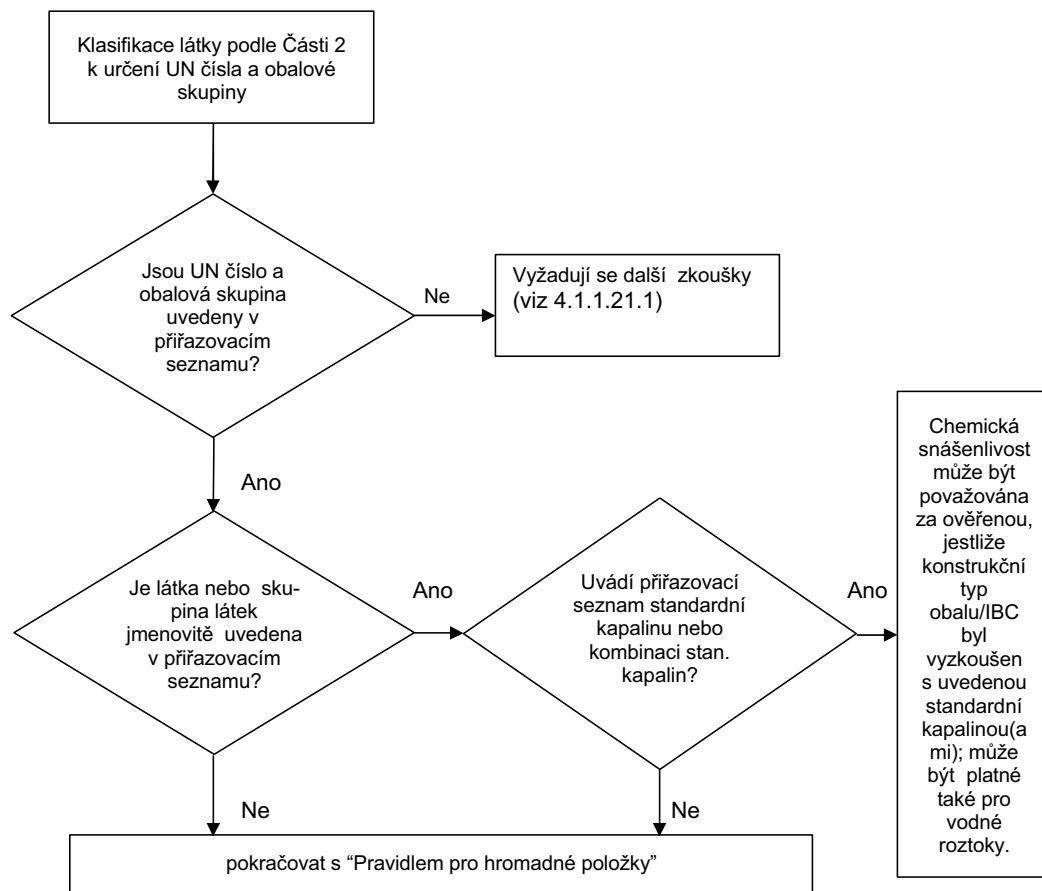 Klasifikace látky podle Části 2
k určení UN čísla a obalové
skupiny
Jsou UN číslo a
obalová skupina
uvedeny v
přiřazovacím
seznamu?
Ne
Vyžadují se další zkoušky
(viz 4.1.1.21.1)
Ano
Je látka nebo sku-
pina látek
jmenovitě uvedena
v přiřazovacím
seznamu?
Ano
Uvádí přiřazovací
seznam standardní
kapalinu nebo
kombinaci stan.
kapalin?
Ano
Chemická
snášenlivost
může být
považována
za ověřenou,
jestliže
konstrukční
typ
obalu/IBC
byl
vyzkoušen
s uvedenou
standardní
kapalinou(a
mi); může
být platné
také pro
vodné
roztoky.
Ne
Ne
pokračovat s “Pravidlem pro hromadné položky”